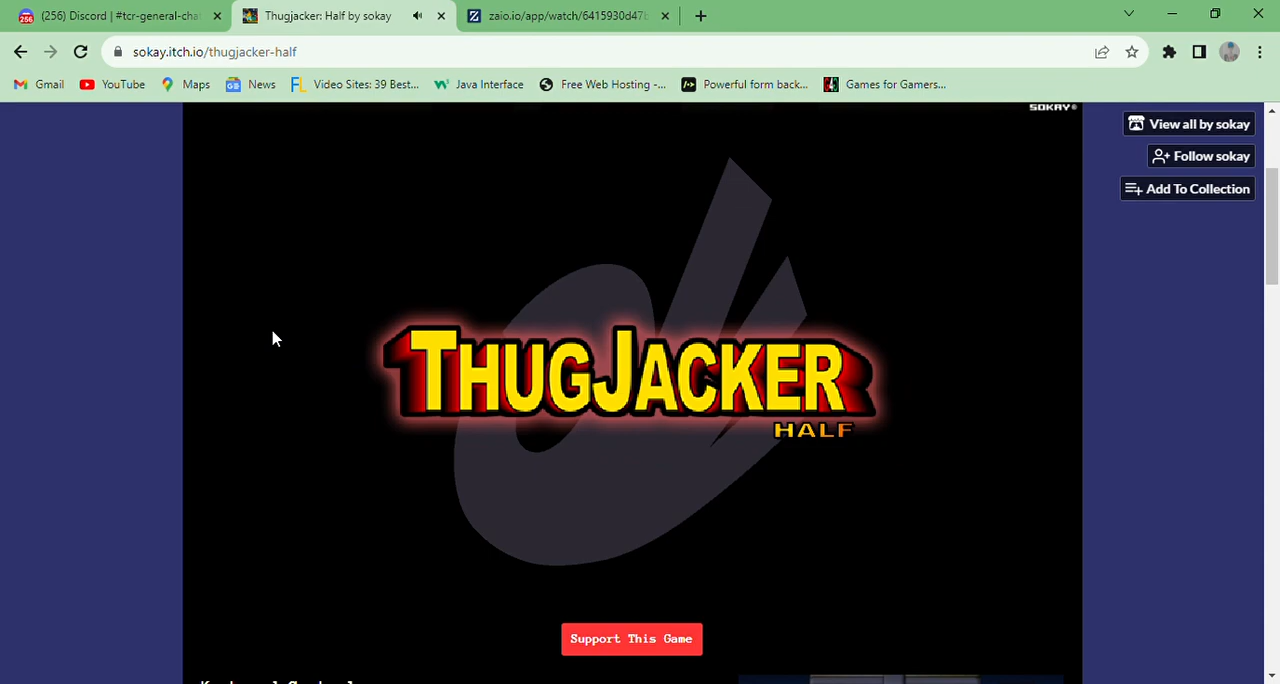 (256) Discord | #tcr-general-cha
Thugjacker: Half by sokay
zaio.io/app/watch/6415930d47b
sokay.itch.io/thugjacker-half
Gmail
YouTube
Maps
News
Video Sites: 39 Best...
Java Interface
Free Web Hosting -...
Powerful form back...
Games for Gamers...
SOKAY
View all by sokay
Follow sokay
Add To Collection
THUGJACKER
HALF
Support This Game